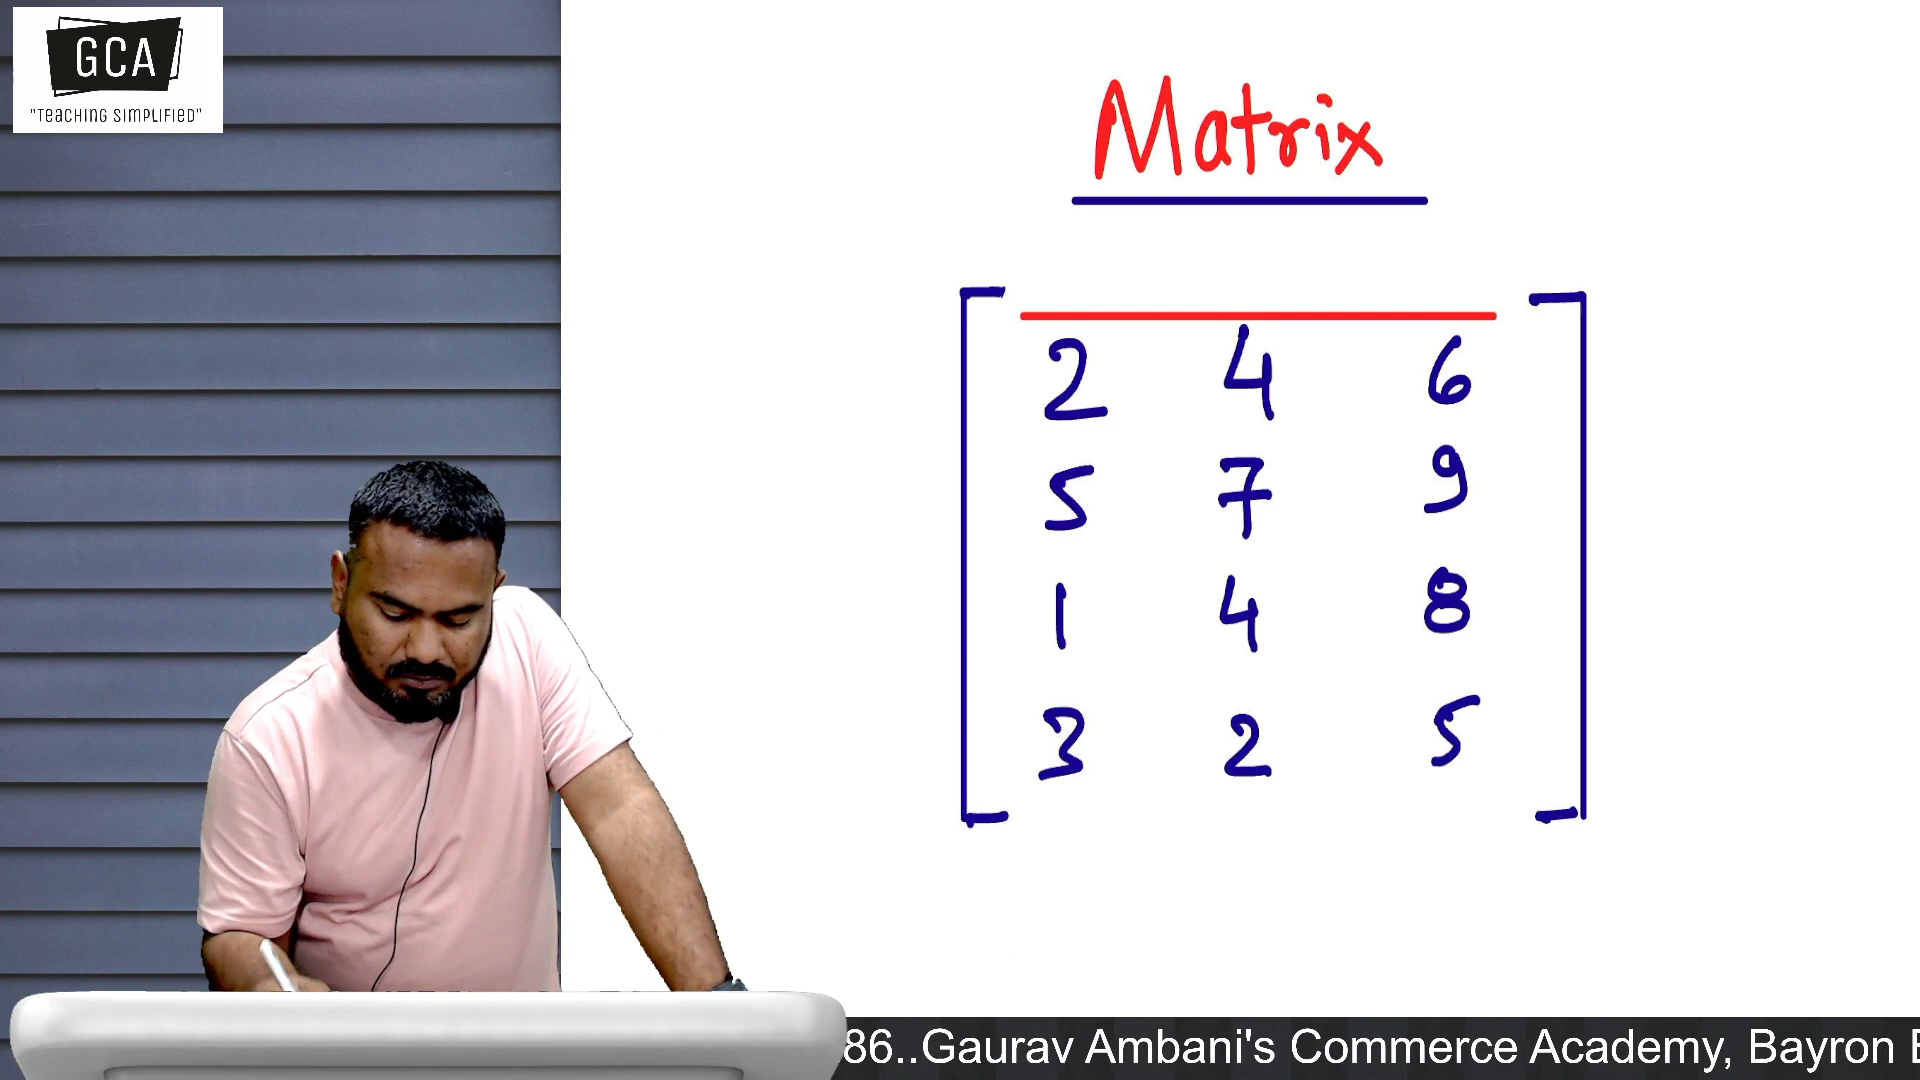 GCA
"TEACHING SIMPLIFIED"
Matrix
2 4 6
5 7 9
1 4 8
3 2 5
86..Gaurav Ambani's Commerce Academy, Bayron